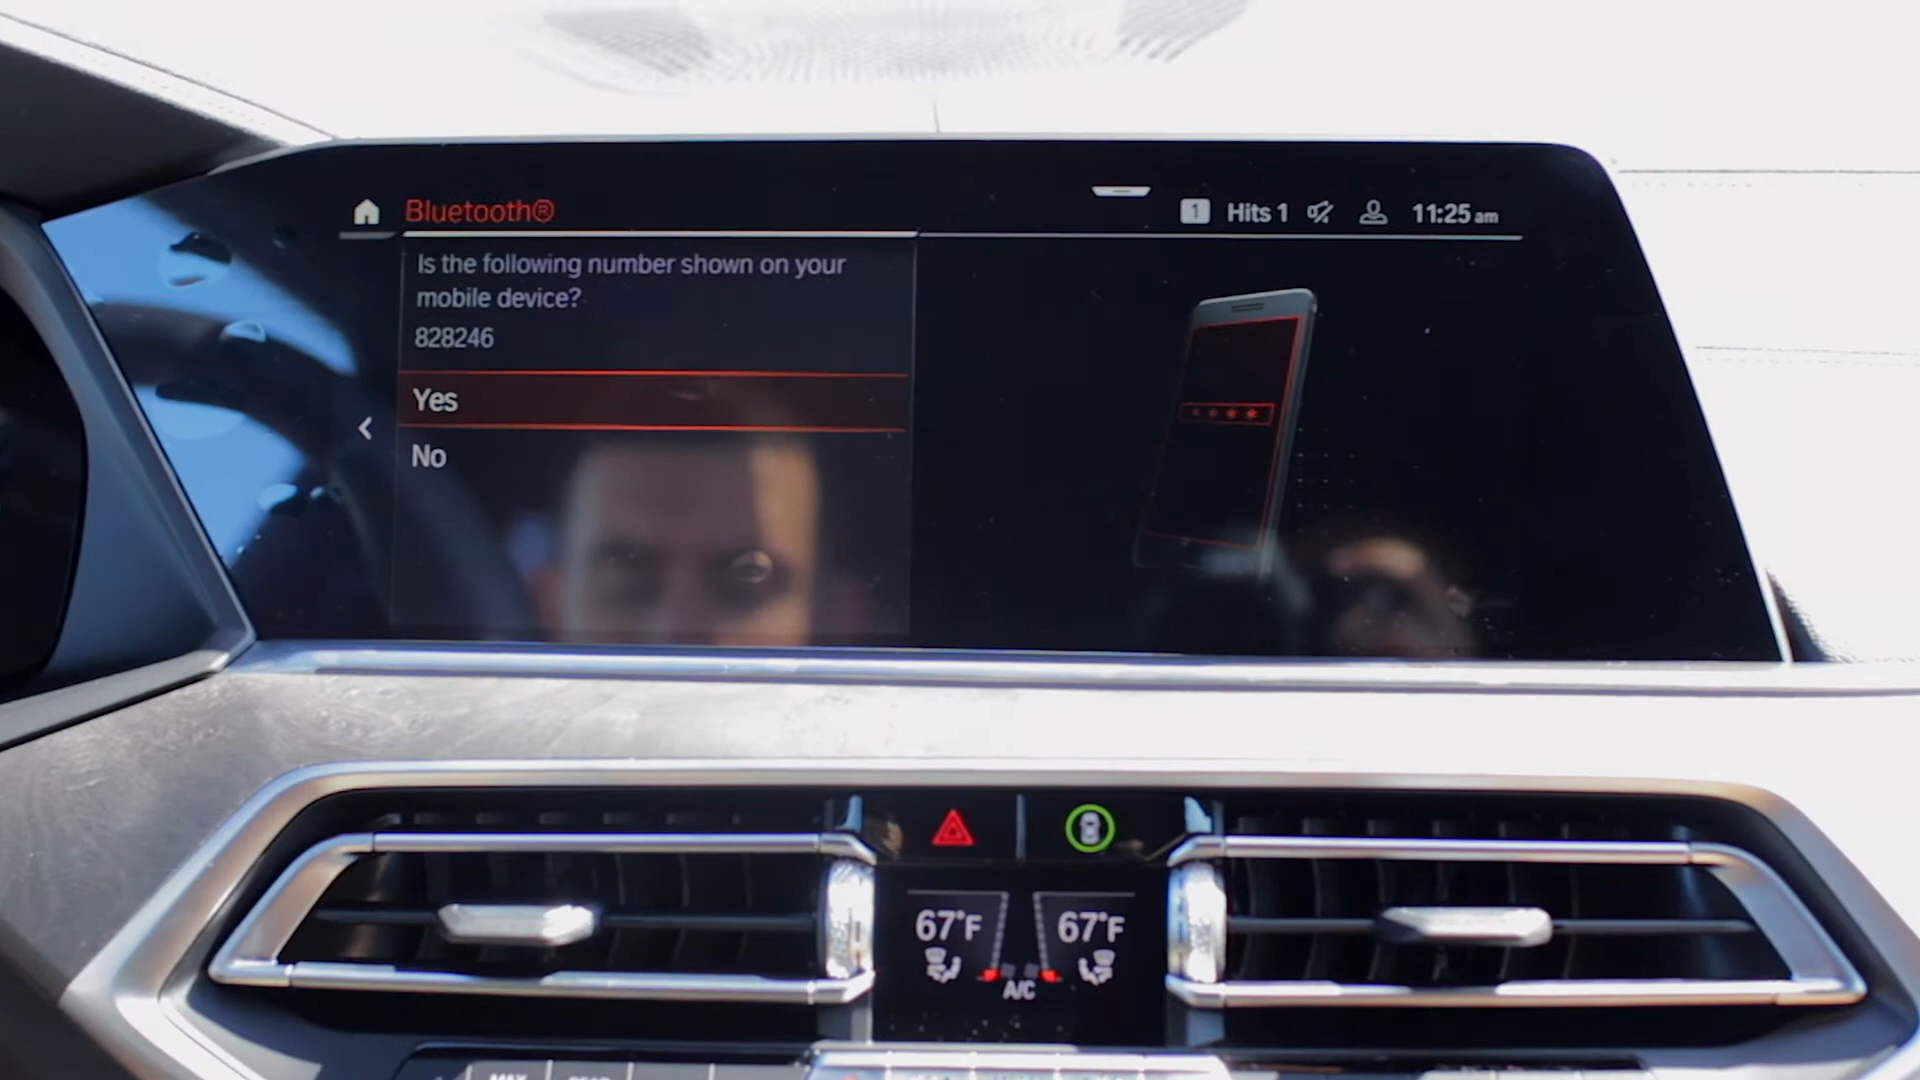 Bluetooth®
1 Hits 1 11:25 am
Is the following number shown on your
mobile device?
828246
Yes
No
* * * *
67°F 67°F
A/C
MAX